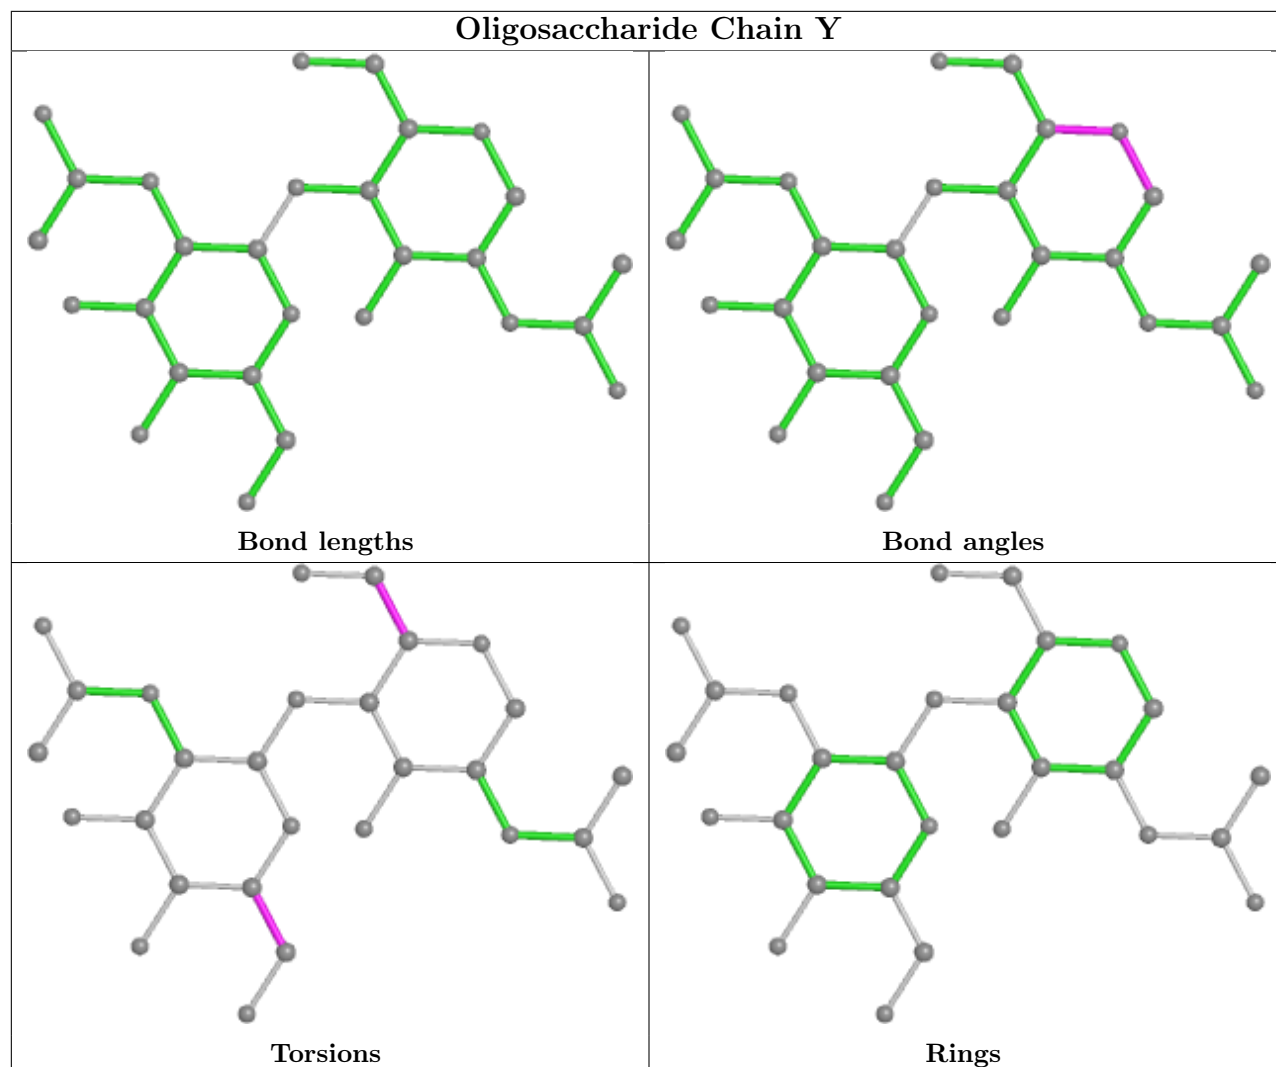 Oligosaccharide Chain Y
Bond lengths
Bond angles
Torsions
Rings